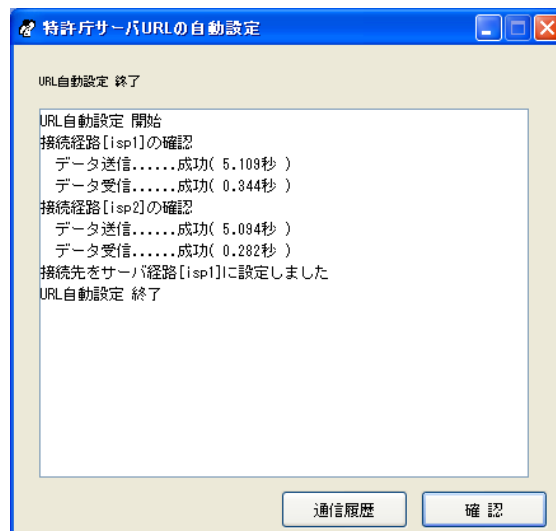 特許庁サーバURLの自動設定
URL自動設定 終了
URL自動設定 開始
接続経路[isp1]の確認
データ送信......成功( 5.109秒 )
データ受信......成功( 0.344秒 )
接続経路[isp2]の確認
データ送信......成功( 5.094秒 )
データ受信......成功( 0.282秒 )
接続先をサーバ経路[isp1]に設定しました
URL自動設定 終了
通信履歴
確 認